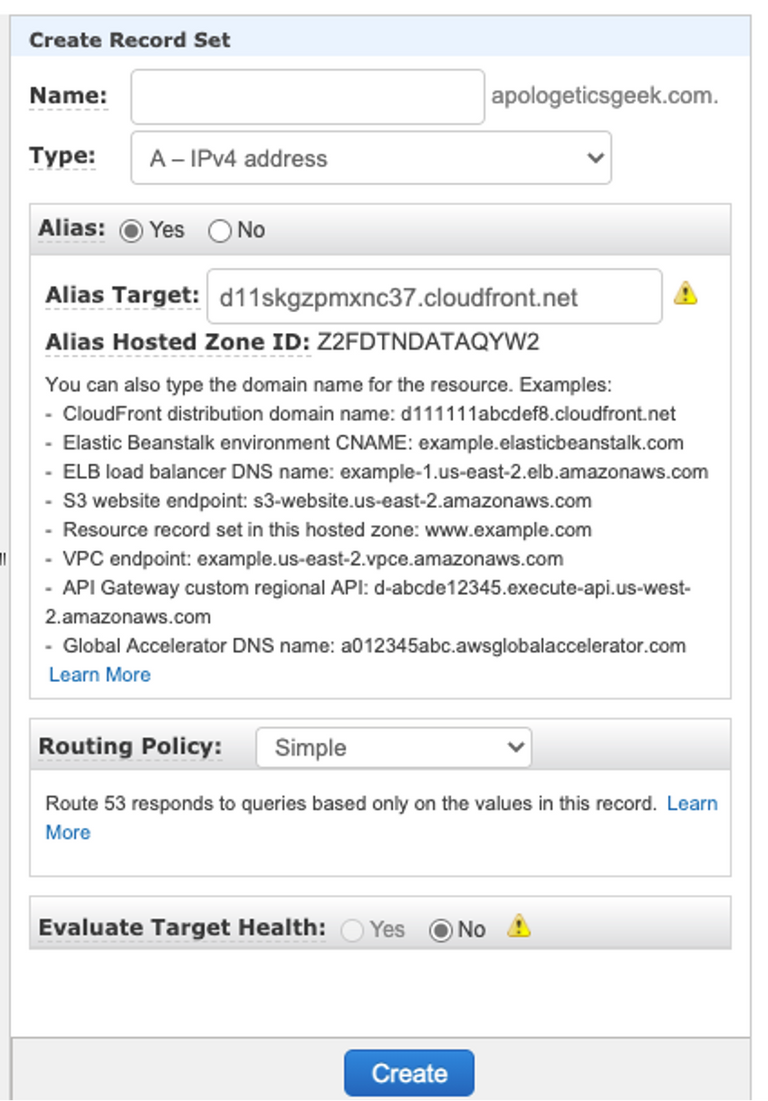 Create Record Set
Name: apologeticsgeek.com.
Type: A – IPv4 address
Alias: Yes No
Alias Target: d11skgzpmxnc37.cloudfront.net
Alias Hosted Zone ID: Z2FDTNDATAQYW2
You can also type the domain name for the resource. Examples:
- CloudFront distribution domain name: d111111abcdef8.cloudfront.net
- Elastic Beanstalk environment CNAME: example.elasticbeanstalk.com
- ELB load balancer DNS name: example-1.us-east-2.elb.amazonaws.com
- S3 website endpoint: s3-website.us-east-2.amazonaws.com
- Resource record set in this hosted zone: www.example.com
- VPC endpoint: example.us-east-2.vpce.amazonaws.com
- API Gateway custom regional API: d-abcde12345.execute-api.us-west-
2.amazonaws.com
- Global Accelerator DNS name: a012345abc.awsglobalaccelerator.com
Learn More
Routing Policy: Simple
Route 53 responds to queries based only on the values in this record. Learn
More
Evaluate Target Health: Yes No
Create